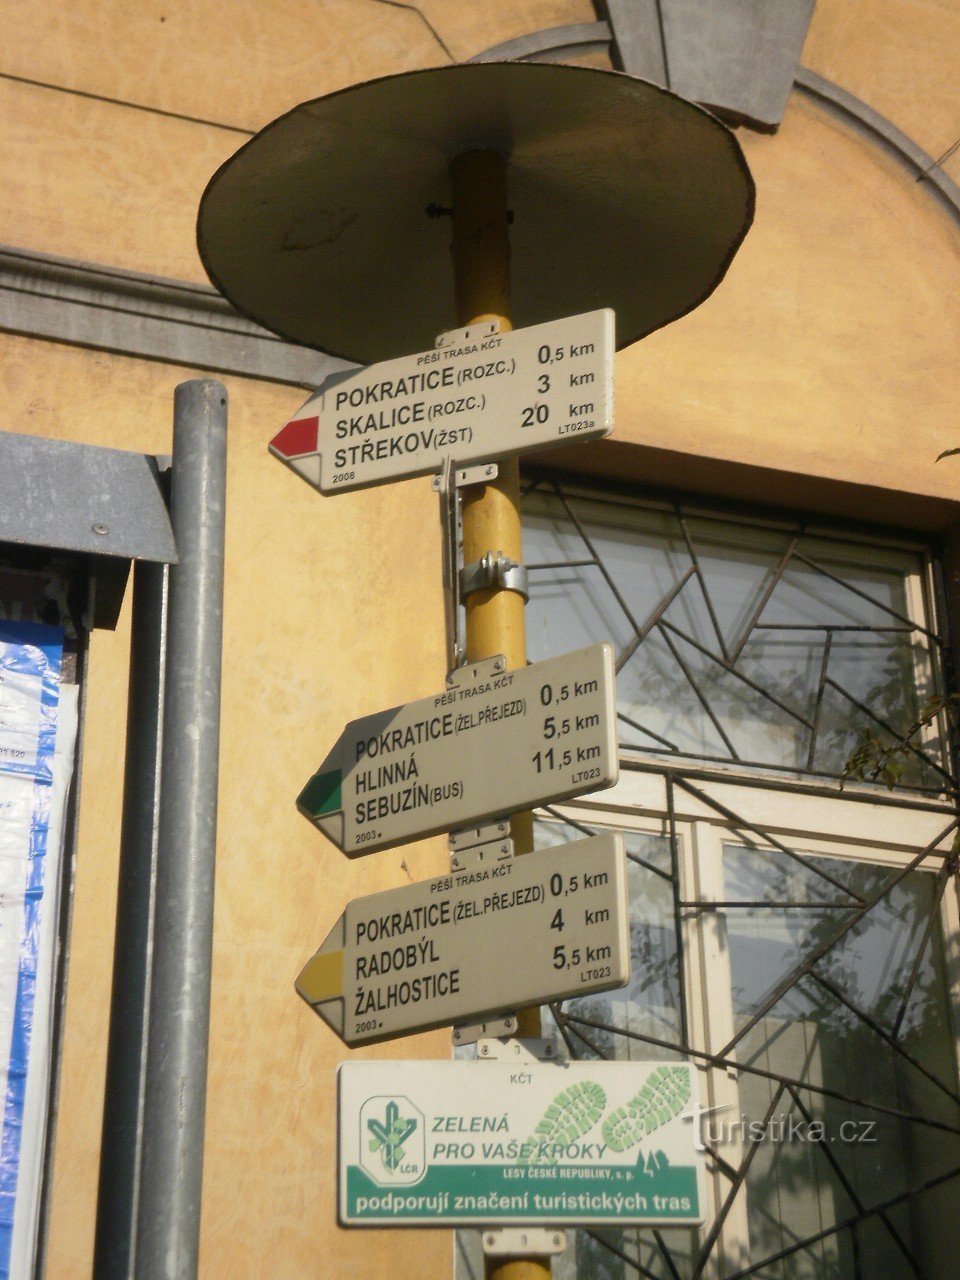 PĚŠÍ TRASA KČT
POKRATICE (ROZC.) 0,5 km
SKALICE (ROZC.) 3 km
STŘEKOV (ŽST) 20 km
2008 LT023a
PĚŠÍ TRASA KČT
POKRATICE (ŽEL.PŘEJEZD) 0,5 km
HLINNÁ 5,5 km
SEBUZÍN (BUS) 11,5 km
2003 LT023
PĚŠÍ TRASA KČT
POKRATICE (ŽEL.PŘEJEZD) 0,5 km
RADOBÝL 4 km
ŽALHOSTICE 5,5 km
2003 LT023
KČT
ZELENÁ
PRO VAŠE KROKY
LČR
LESY ČESKÉ REPUBLIKY, s. p.
podporují značení turistických tras
Turistika.cz